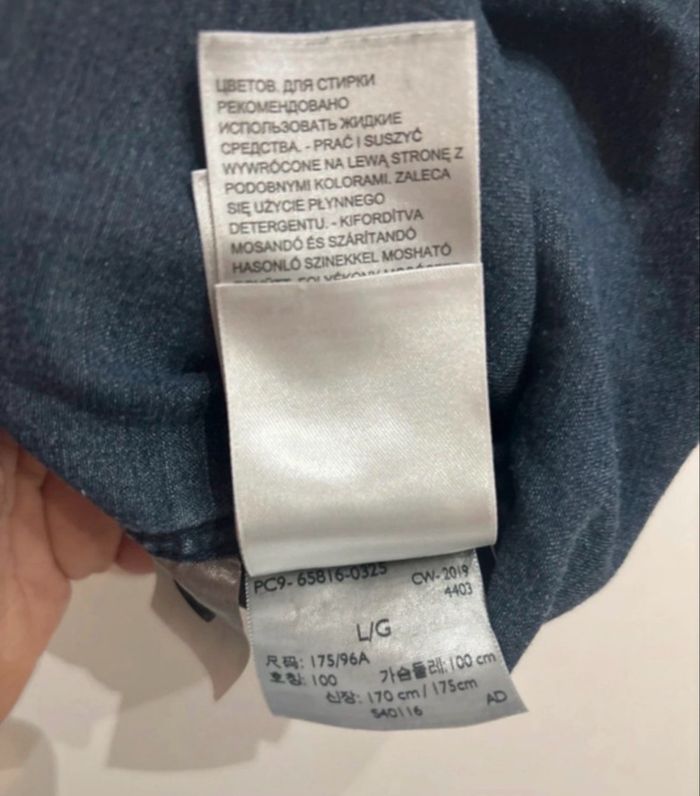 ЦВЕТОВ. ДЛЯ СТИРКИ
РЕКОМЕНДОВАНО
ИСПОЛЬЗОВАТЬ ЖИДКИЕ
СРЕДСТВА. - PRAĆ I SUSZYĆ
WYWRÓCONE NA LEWĄ STRONĘ Z
PODOBNYMI KOLORAMI. ZALECA
SIĘ UŻYCIE PŁYNNEGO
DETERGENTU. - KIFORDÍTVA
MOSANDÓ ÉS SZÁRÍTANDÓ
HASONLÓ SZINEKKEL MOSHATÓ
PC9- 65816-0325 CW-2019
4403
L/G
尺码: 175/96A
호칭: 100 가슴둘레: 100 cm
신장: 170 cm / 175cm
540116 AD